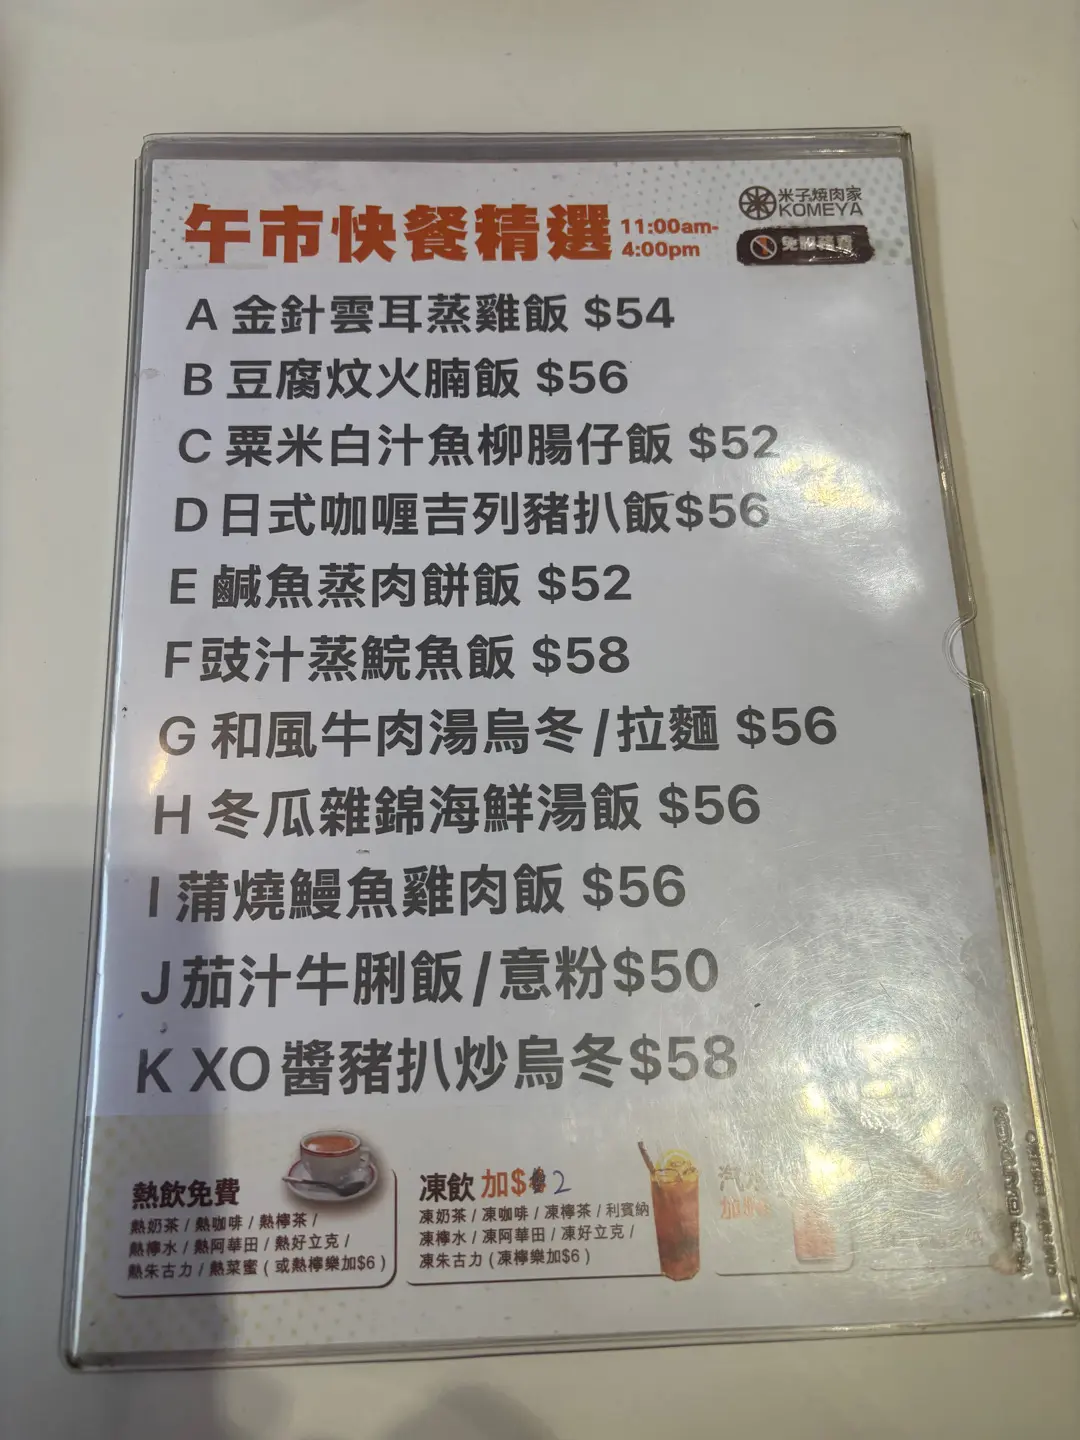 午市快餐精選 11:00am-4:00pm
米子燒肉家
KOMEYA
A 金針雲耳蒸雞飯 $54
B 豆腐炆火腩飯 $56
C 粟米白汁魚柳腸仔飯 $52
D 日式咖喱吉列豬扒飯 $56
E 鹹魚蒸肉餅飯 $52
F 豉汁蒸鯇魚飯 $58
G 和風牛肉湯烏冬/拉麵 $56
H 冬瓜雜錦海鮮湯飯 $56
I 蒲燒鰻魚雞肉飯 $56
J 茄汁牛脷飯/意粉 $50
K XO醬豬扒炒烏冬 $58
熱飲免費
熱奶茶 / 熱咖啡 / 熱檸茶 /
熱檸水 / 熱阿華田 / 熱好立克 /
熱朱古力 / 熱菜蜜 ( 或熱檸樂加$6 )
凍飲 加$2
凍奶茶 / 凍咖啡 / 凍檸茶 / 利賓納
凍檸水 / 凍阿華田 / 凍好立克 /
凍朱古力 ( 凍檸樂加$6 )